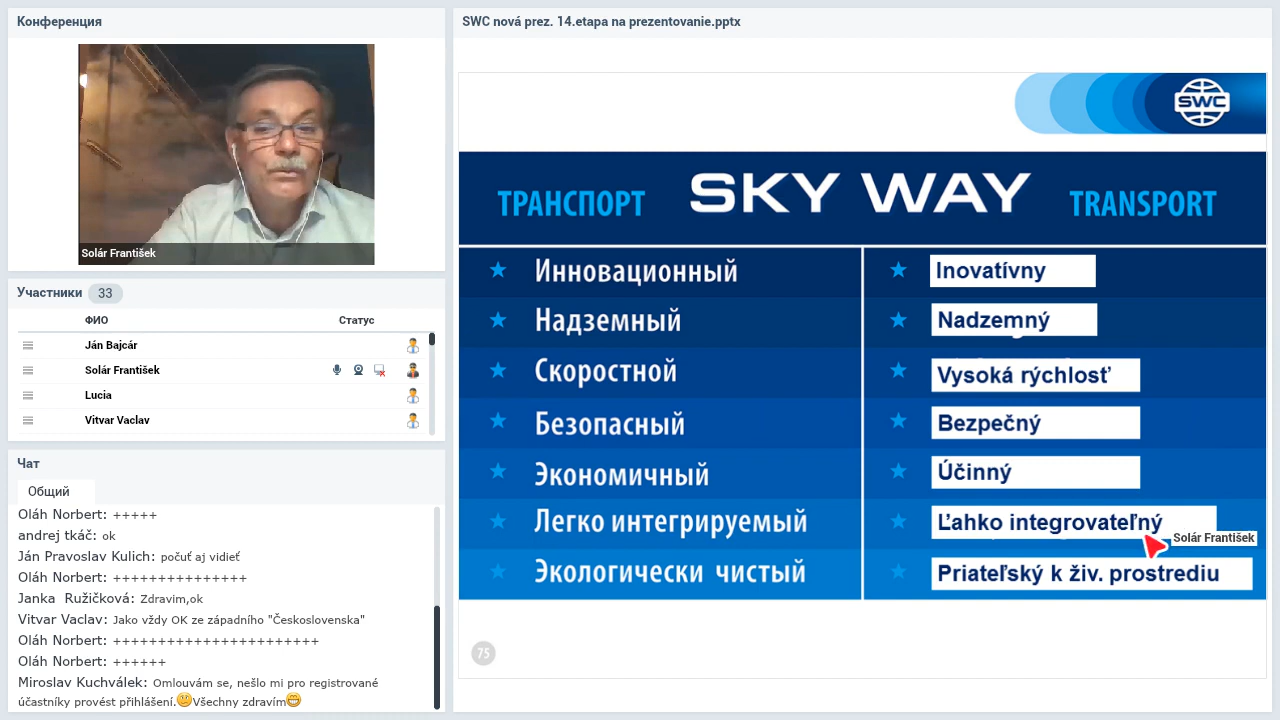 Конференция
Solár František
Участники 33
ФИО Статус
Ján Bajcár
Solár František
Lucia
Vitvar Vaclav
Чат
Общий
Oláh Norbert: +++++
andrej tkáč: ok
Ján Pravoslav Kulich: počuť aj vidieť
Oláh Norbert: +++++++++++++++
Janka Ružičková: Zdravim,ok
Vitvar Vaclav: Jako vždy OK ze západního "Československa"
Oláh Norbert: +++++++++++++++++++++++
Oláh Norbert: ++++++
Miroslav Kuchválek: Omlouvám se, nešlo mi pro registrované
účastníky provést přihlášení. Všechny zdravím
SWC nová prez. 14.etapa na prezentovanie.pptx
SWC
ТРАНСПОРТ SKY WAY TRANSPORT
Инновационный Inovatívny
Надземный Nadzemný
Скоростной Vysoká rýchlosť
Безопасный Bezpečný
Экономичный Účinný
Легко интегрируемый Ľahko integrovateľný
Solár František
Экологически чистый Priateľský k živ. prostrediu
75